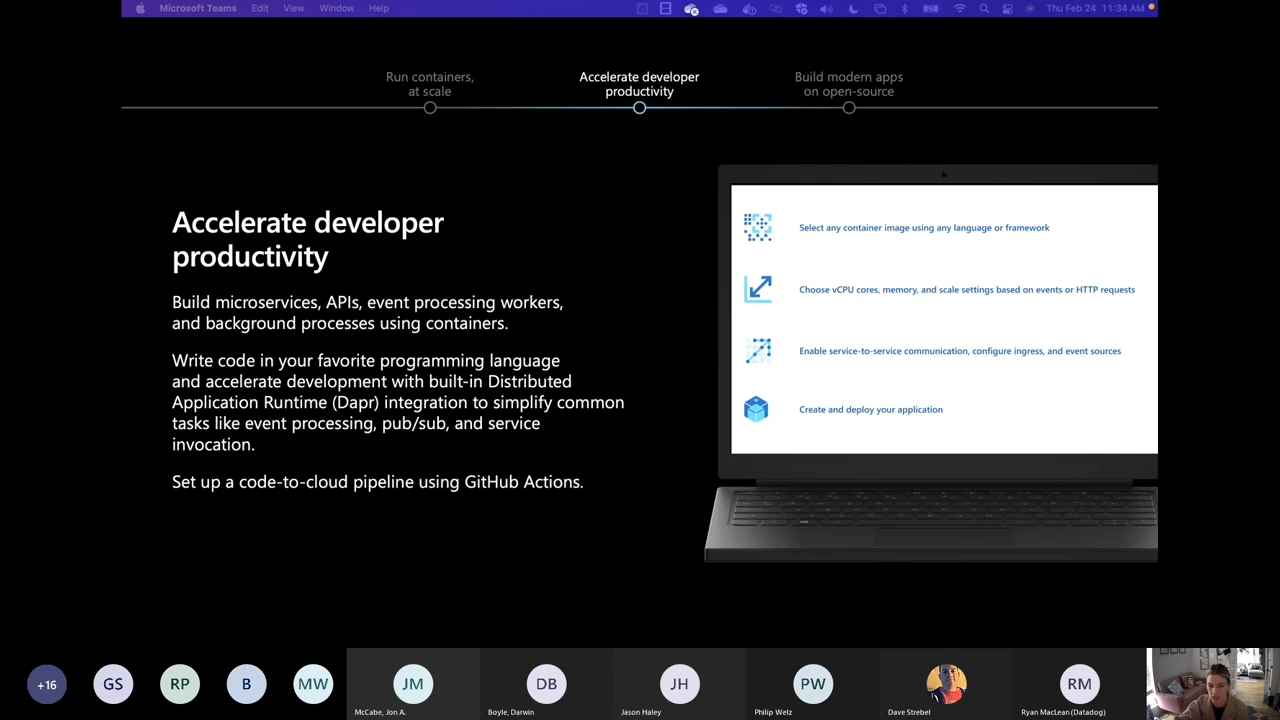 Microsoft Teams Edit View Window Help Thu Feb 24 11:34 AM
Run containers,
at scale
Accelerate developer
productivity
Build modern apps
on open-source
Accelerate developer
productivity
Build microservices, APIs, event processing workers,
and background processes using containers.
Write code in your favorite programming language
and accelerate development with built-in Distributed
Application Runtime (Dapr) integration to simplify common
tasks like event processing, pub/sub, and service
invocation.
Set up a code-to-cloud pipeline using GitHub Actions.
Select any container image using any language or framework
Choose vCPU cores, memory, and scale settings based on events or HTTP requests
Enable service-to-service communication, configure ingress, and event sources
Create and deploy your application
+16 GS RP B MW JM DB JH PW RM
McCabe, Jon A. Boyle, Darwin Jason Haley Philip Welz Dave Strebel Ryan MacLean (Datadog)